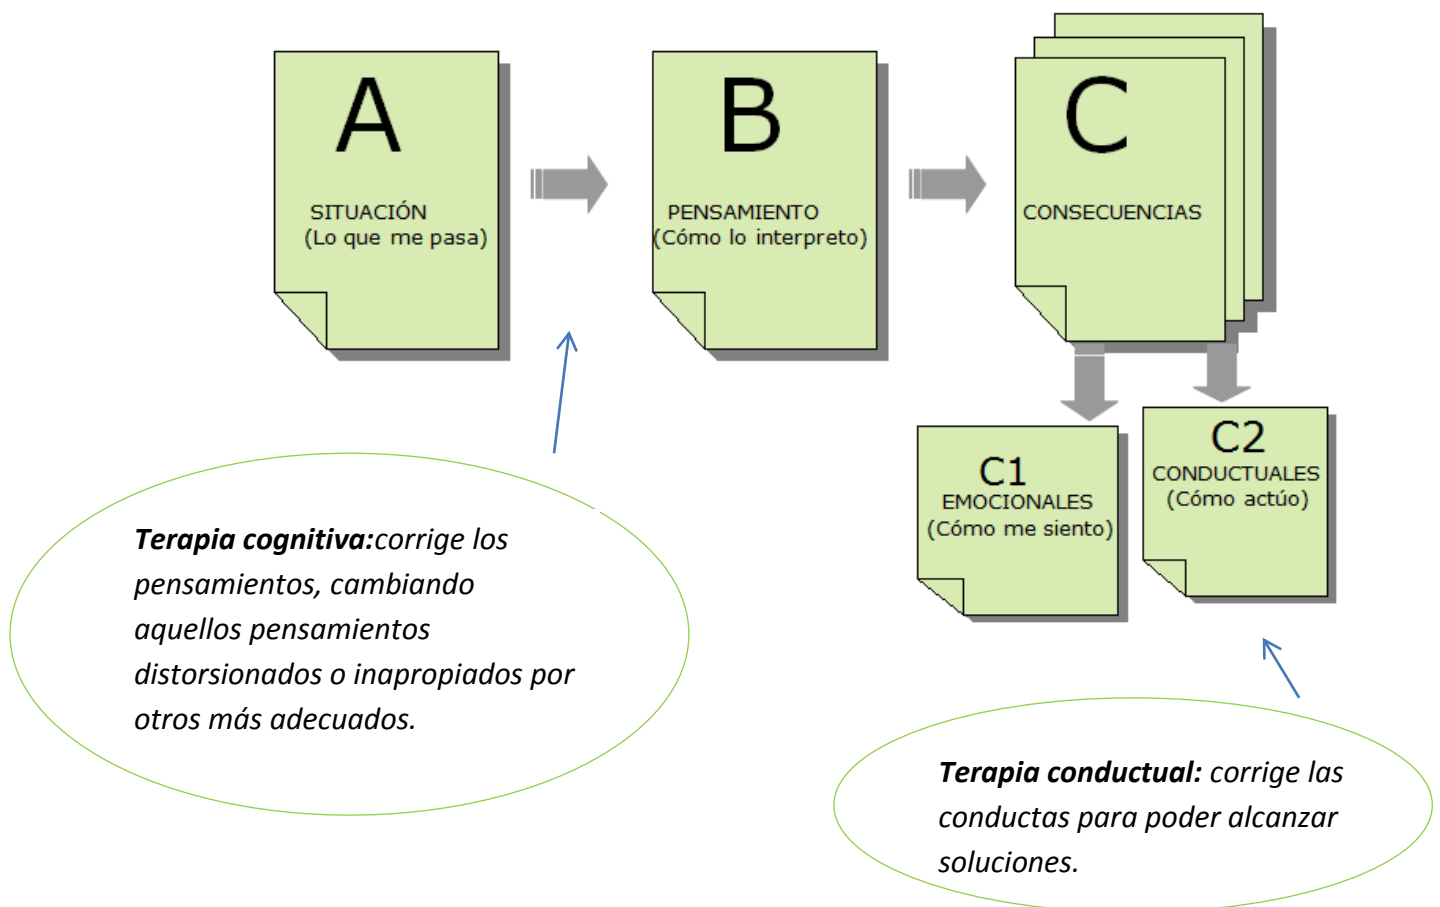 A
SITUACIÓN
(Lo que me pasa)
B
PENSAMIENTO
(Cómo lo interpreto)
C
CONSECUENCIAS
C1
EMOCIONALES
(Cómo me siento)
C2
CONDUCTUALES
(Cómo actúo)
Terapia cognitiva:corrige los
pensamientos, cambiando
aquellos pensamientos
distorsionados o inapropiados por
otros más adecuados.
Terapia conductual: corrige las
conductas para poder alcanzar
soluciones.